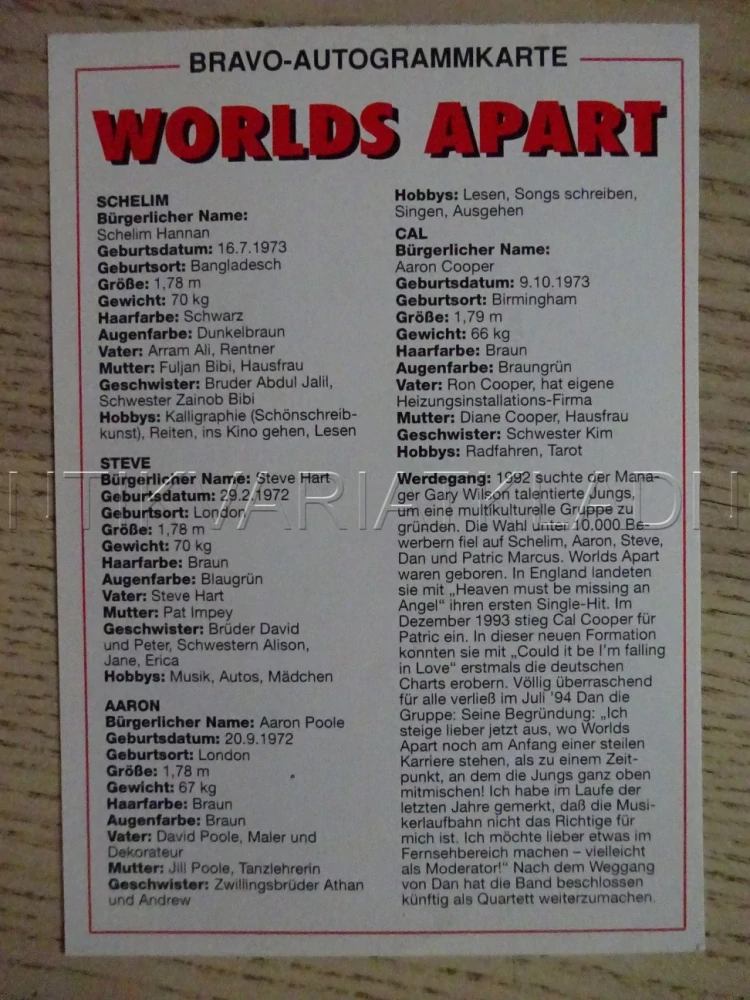 BRAVO-AUTOGRAMMKARTE
WORLDS APART
SCHELIM
Bürgerlicher Name:
Schelim Hannan
Geburtsdatum: 16.7.1973
Geburtsort: Bangladesch
Größe: 1,78 m
Gewicht: 70 kg
Haarfarbe: Schwarz
Augenfarbe: Dunkelbraun
Vater: Arram Ali, Rentner
Mutter: Fuljan Bibi, Hausfrau
Geschwister: Bruder Abdul Jalil,
Schwester Zainob Bibi
Hobbys: Kalligraphie (Schönschreib-
kunst), Reiten, ins Kino gehen, Lesen
STEVE
Bürgerlicher Name: Steve Hart
Geburtsdatum: 29.2.1972
Geburtsort: London
Größe: 1,78 m
Gewicht: 70 kg
Haarfarbe: Braun
Augenfarbe: Blaugrün
Vater: Steve Hart
Mutter: Pat Impey
Geschwister: Brüder David
und Peter, Schwestern Alison,
Jane, Erica
Hobbys: Musik, Autos, Mädchen
AARON
Bürgerlicher Name: Aaron Poole
Geburtsdatum: 20.9.1972
Geburtsort: London
Größe: 1,78 m
Gewicht: 67 kg
Haarfarbe: Braun
Augenfarbe: Braun
Vater: David Poole, Maler und
Dekorateur
Mutter: Jill Poole, Tanzlehrerin
Geschwister: Zwillingsbrüder Athan
und Andrew
Hobbys: Lesen, Songs schreiben,
Singen, Ausgehen
CAL
Bürgerlicher Name:
Aaron Cooper
Geburtsdatum: 9.10.1973
Geburtsort: Birmingham
Größe: 1,79 m
Gewicht: 66 kg
Haarfarbe: Braun
Augenfarbe: Braungrün
Vater: Ron Cooper, hat eigene
Heizungsinstallations-Firma
Mutter: Diane Cooper, Hausfrau
Geschwister: Schwester Kim
Hobbys: Radfahren, Tarot
Werdegang: 1992 suchte der Mana-
ger Gary Wilson talentierte Jungs,
um eine multikulturelle Gruppe zu
gründen. Die Wahl unter 10.000 Be-
werbern fiel auf Schelim, Aaron, Steve,
Dan und Patric Marcus. Worlds Apart
waren geboren. In England landeten
sie mit „Heaven must be missing an
Angel“ ihren ersten Single-Hit. Im
Dezember 1993 stieg Cal Cooper für
Patric ein. In dieser neuen Formation
konnten sie mit „Could it be I'm falling
in Love“ erstmals die deutschen
Charts erobern. Völlig überraschend
für alle verließ im Juli '94 Dan die
Gruppe: Seine Begründung: „Ich
steige lieber jetzt aus, wo Worlds
Apart noch am Anfang einer steilen
Karriere stehen, als zu einem Zeit-
punkt, an dem die Jungs ganz oben
mitmischen! Ich habe im Laufe der
letzten Jahre gemerkt, daß die Musi-
kerlaufbahn nicht das Richtige für
mich ist. Ich möchte lieber etwas im
Fernsehbereich machen – vielleicht
als Moderator!“ Nach dem Weggang
von Dan hat die Band beschlossen
künftig als Quartett weiterzumachen.
NTIKVARIATKLADN